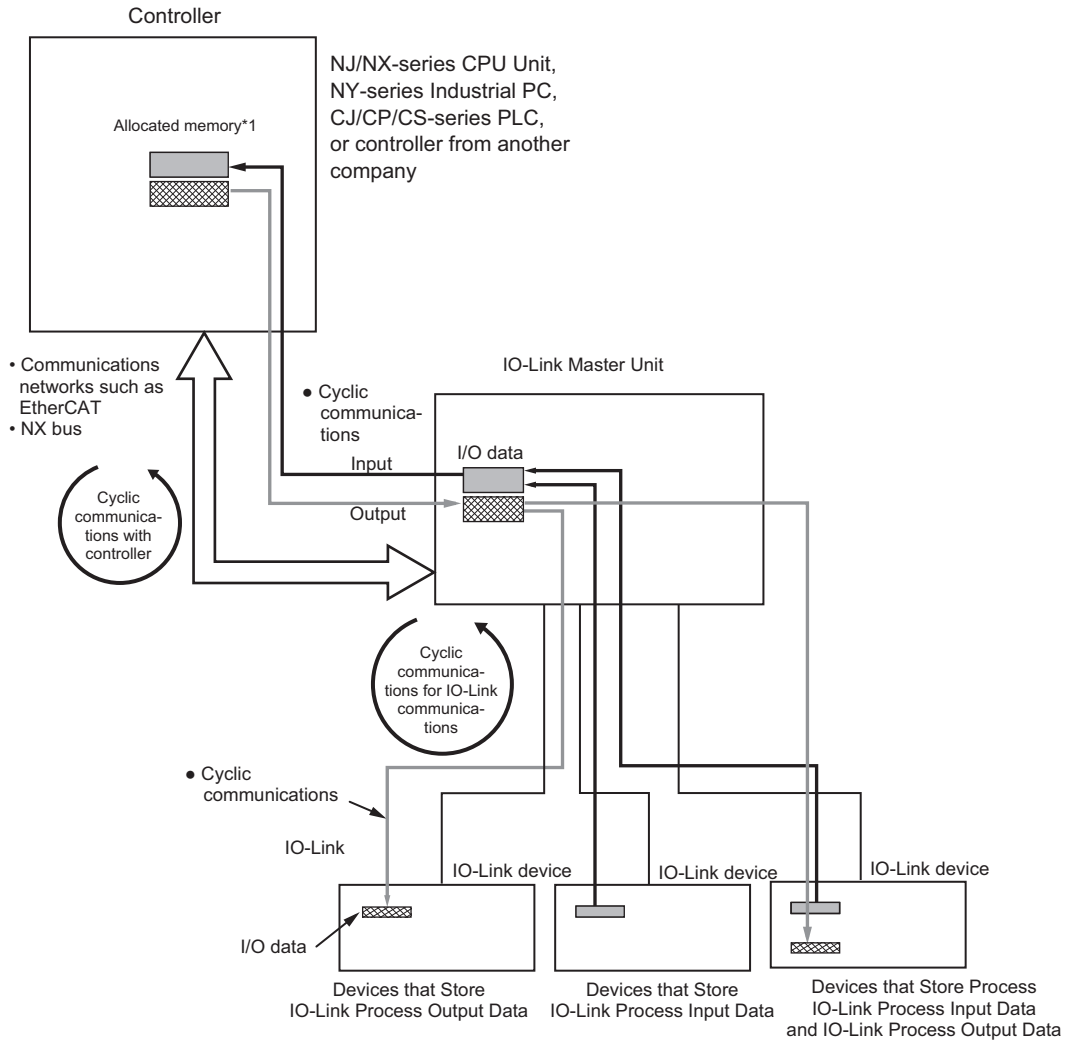 Controller
NJ/NX-series CPU Unit,
NY-series Industrial PC,
CJ/CP/CS-series PLC,
or controller from another
company
Allocated memory*1
• Communications
networks such as
EtherCAT
• NX bus
Cyclic
communica-
tions with
controller
● Cyclic
communica-
tions
Input
Output
IO-Link Master Unit
I/O data
Cyclic
communica-
tions for IO-Link
communica-
tions
● Cyclic
communications
IO-Link
IO-Link device
IO-Link device
IO-Link device
I/O data
Devices that Store
IO-Link Process Output Data
Devices that Store
IO-Link Process Input Data
Devices that Store Process
IO-Link Process Input Data
and IO-Link Process Output Data